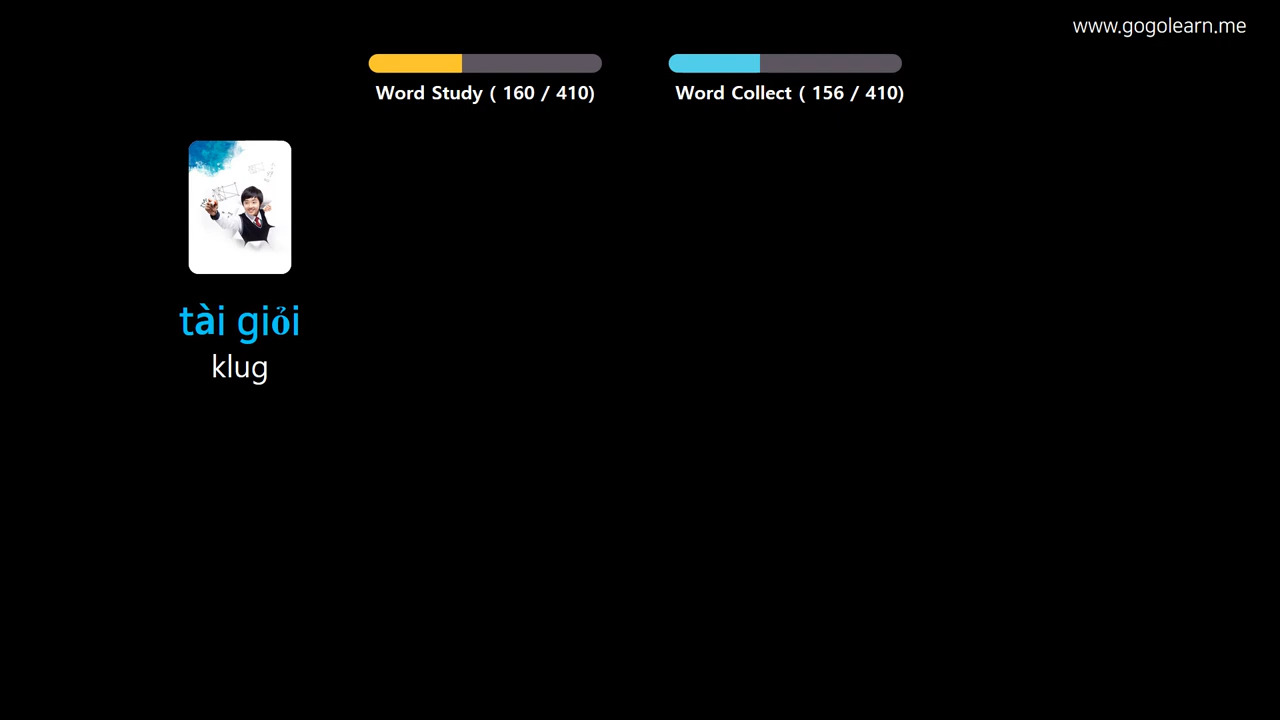 www.gogolearn.me
Word Study ( 160 / 410)
Word Collect ( 156 / 410)
tài giỏi
klug